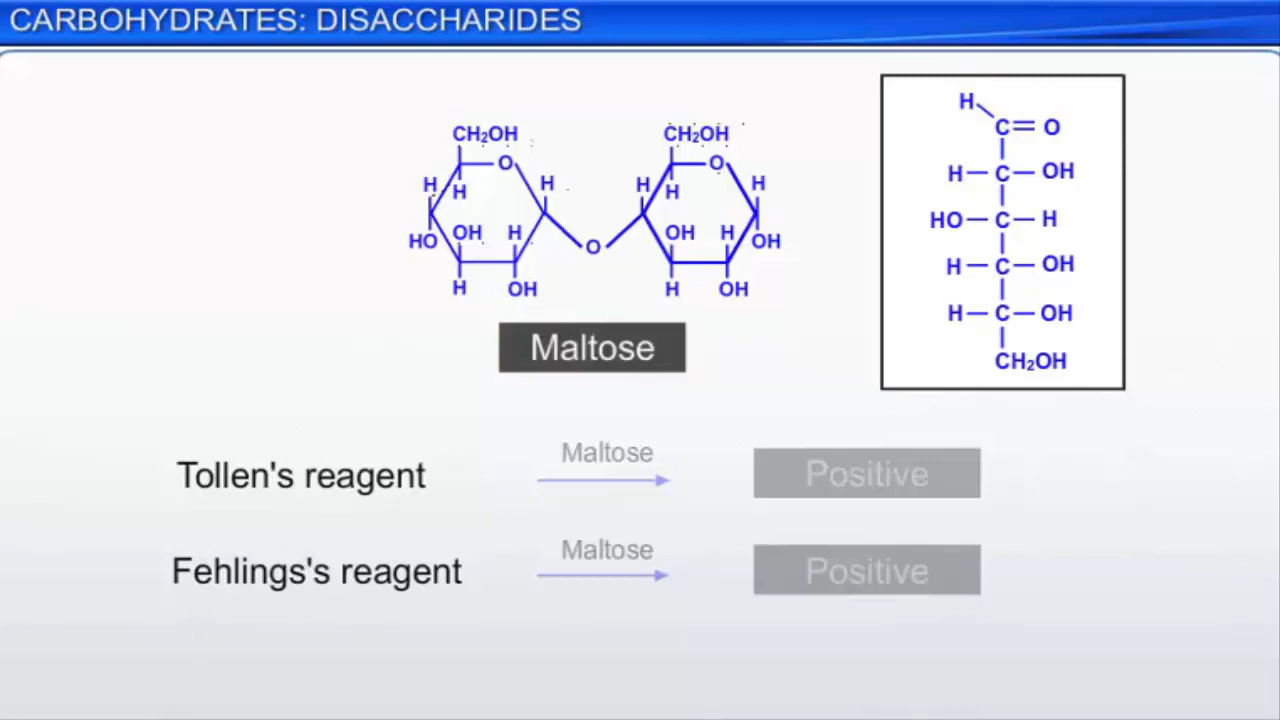 CARBOHYDRATES: DISACCHARIDES
CH₂OH CH₂OH
O O
H H H H
H H
HO OH H O OH H OH
H OH H OH
Maltose
H
C = O
H — C — OH
HO — C — H
H — C — OH
H — C — OH
CH₂OH
Tollen's reagent Maltose Positive
Fehlings's reagent Maltose Positive